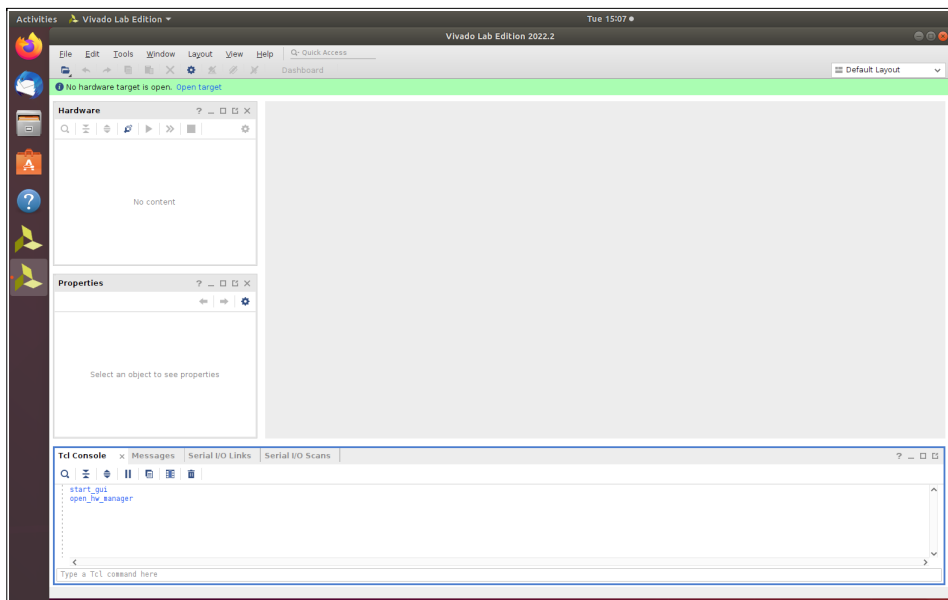 Activities Vivado Lab Edition Tue 15:07
Vivado Lab Edition 2022.2
File Edit Tools Window Layout View Help Q- Quick Access
Dashboard Default Layout
No hardware target is open. Open target
Hardware ? _ X
No content
Properties ? _ X
Select an object to see properties
Tcl Console x Messages Serial I/O Links Serial I/O Scans ? _
start_gui
open_hw_manager
Type a Tcl command here